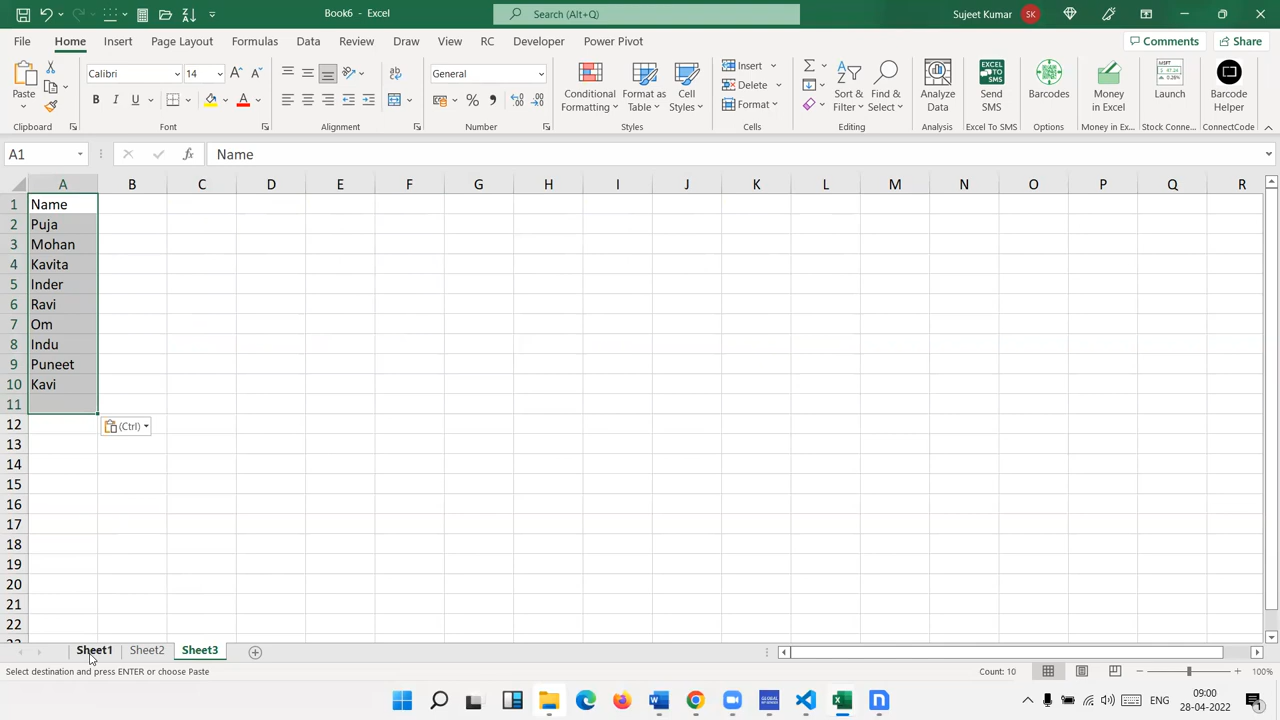 Book6 - Excel
Search (Alt+Q)
Sujeet Kumar
SK
File Home Insert Page Layout Formulas Data Review Draw View RC Developer Power Pivot
Comments Share
Paste
Calibri 14
General
Conditional Formatting
Format as Table
Cell Styles
Insert
Delete
Format
Sort & Filter
Find & Select
Analyze Data
Send SMS
Barcodes
Money in Excel
Launch
Barcode Helper
Clipboard Font Alignment Number Styles Cells Editing Analysis Excel To SMS Options Money in Ex... Stock Conne... ConnectCode
A1 fx Name
A B C D E F G H I J K L M N O P Q R
1 Name
2 Puja
3 Mohan
4 Kavita
5 Inder
6 Ravi
7 Om
8 Indu
9 Puneet
10 Kavi
11
12 (Ctrl)
13
14
15
16
17
18
19
20
21
22
23
Sheet1 Sheet2 Sheet3
Select destination and press ENTER or choose Paste
Count: 10
100%
ENG
09:00
28-04-2022
1